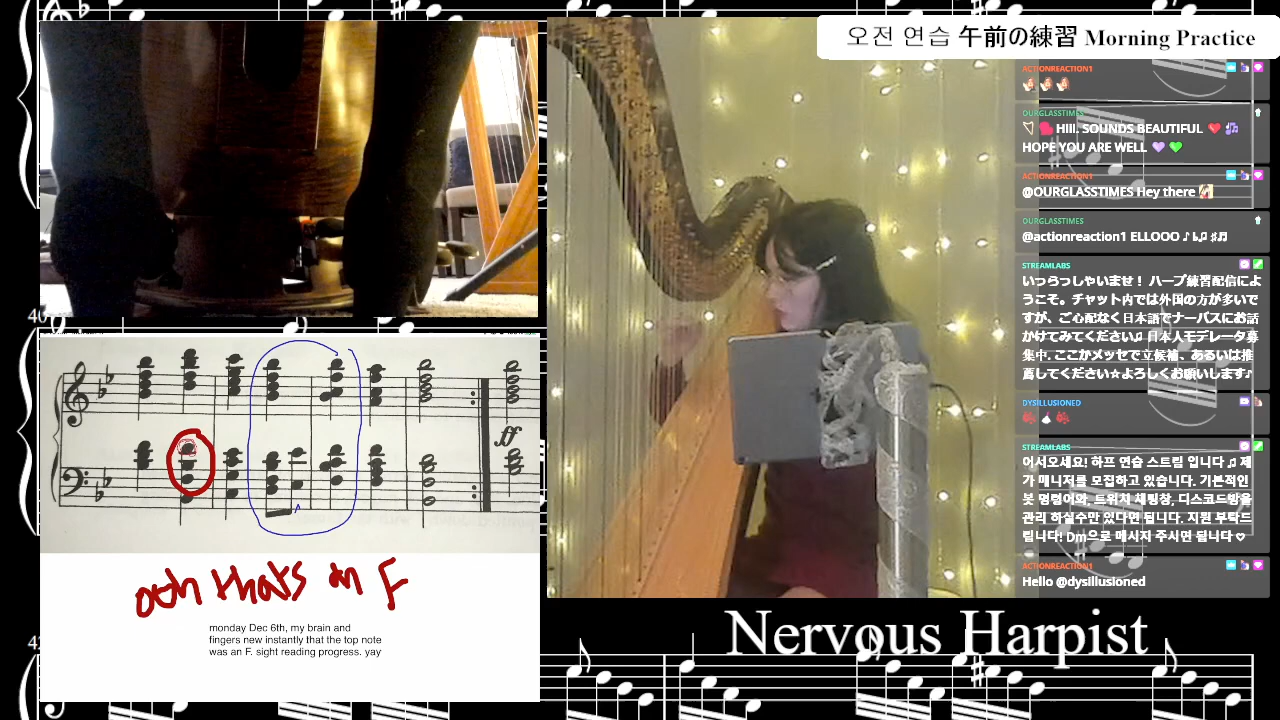 오전 연습 午前の練習 Morning Practice
ACTIONREACTION1
OURGLASSTIMES
HIII. SOUNDS BEAUTIFUL
HOPE YOU ARE WELL
ACTIONREACTION1
@OURGLASSTIMES Hey there
OURGLASSTIMES
@actionreaction1 ELLOOO ♪♭♫ ♯♬
STREAMLABS
いらっしゃいませ! ハープ練習配信によ
うこそ。チャット内では外国の方が多いで
すが、ご心配なく日本語でナーバスにお話
かけてみてください♫ 日本人モデレータ募
集中。ここかメッセで立候補、あるいは推
薦してください☆よろしくお願いします♪
DYSILLUSIONED
STREAMLABS
어서오세요! 하프 연습 스트림 입니다 ♫ 제
가 매니저를 모집하고 있습니다. 기본적인
봇 명령어와, 트위치 채팅창, 디스코드방을
관리 하실수만 있다면 됩니다. 지원 부탁드
립니다! Dm으로 메시지 주시면 됩니다 ♡
ACTIONREACTION1
Hello @dysillusioned
ff
ooh thats an F
monday Dec 6th, my brain and
fingers new instantly that the top note
was an F. sight reading progress. yay
Nervous Harpist